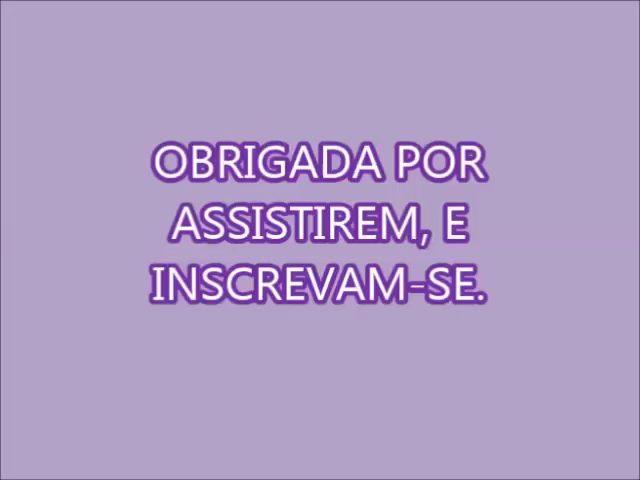 OBRIGADA POR
ASSISTIREM, E
INSCREVAM-SE.